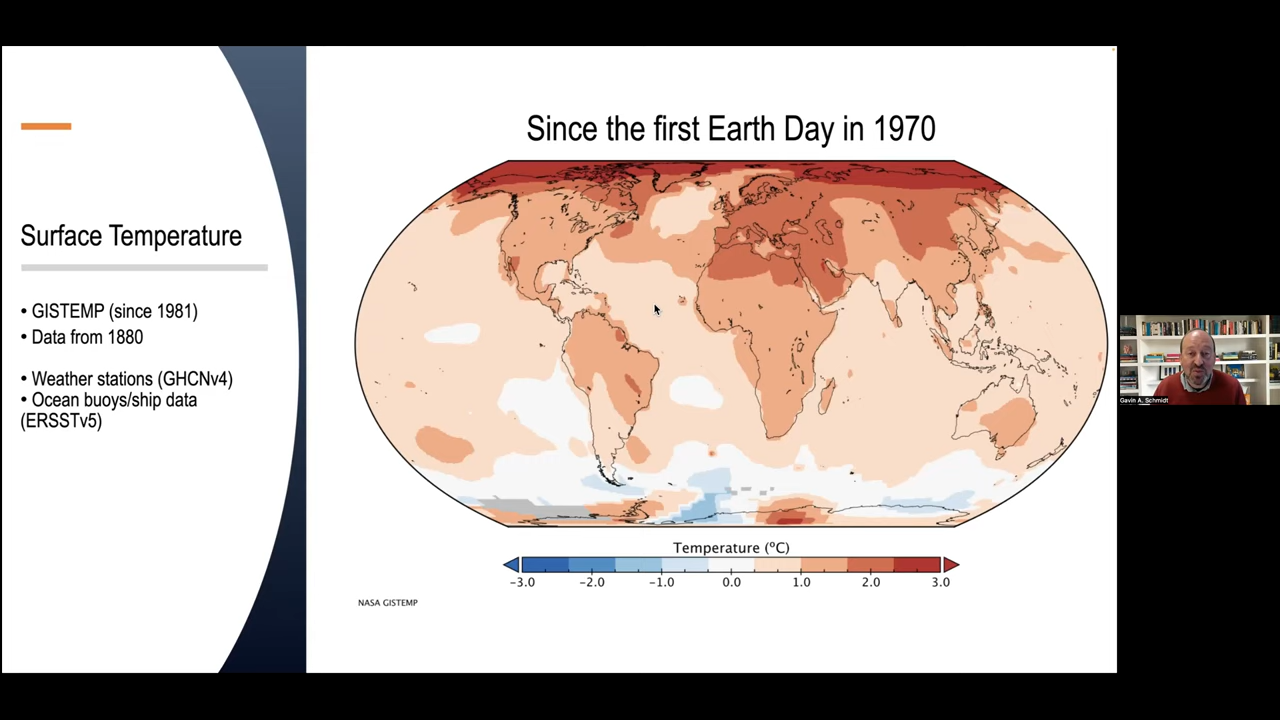 Since the first Earth Day in 1970
Surface Temperature
• GISTEMP (since 1981)
• Data from 1880
• Weather stations (GHCNv4)
• Ocean buoys/ship data
(ERSSTv5)
Temperature (ºC)
−3.0 −2.0 −1.0 0.0 1.0 2.0 3.0
NASA GISTEMP
Gavin A. Schmidt